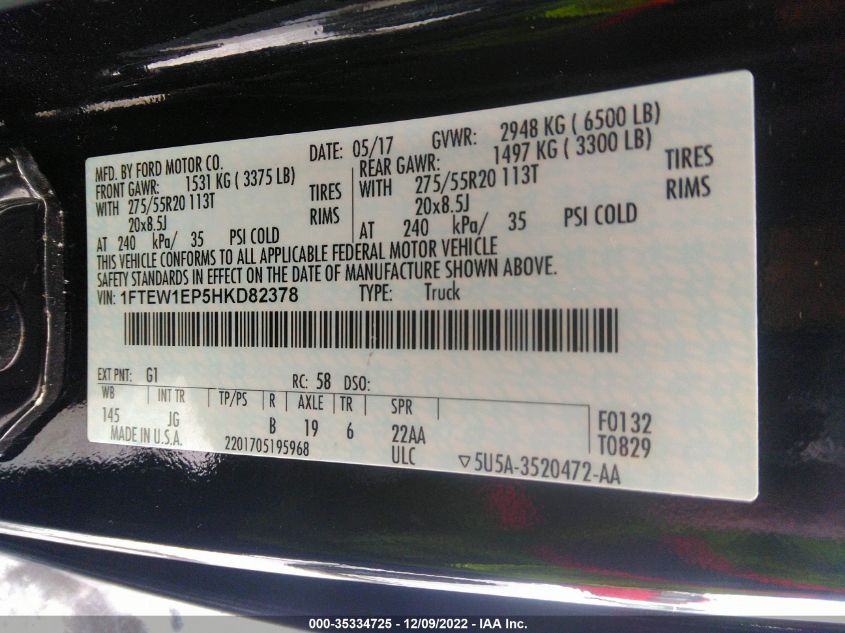 MFD. BY FORD MOTOR CO.
DATE: 05/17 GVWR: 2948 KG ( 6500 LB)
FRONT GAWR: 1531 KG ( 3375 LB)
REAR GAWR: 1497 KG ( 3300 LB)
WITH 275/55R20 113T TIRES
WITH 275/55R20 113T TIRES
20x8.5J RIMS
20x8.5J RIMS
AT 240 kPa/ 35 PSI COLD
AT 240 kPa/ 35 PSI COLD
THIS VEHICLE CONFORMS TO ALL APPLICABLE FEDERAL MOTOR VEHICLE
SAFETY STANDARDS IN EFFECT ON THE DATE OF MANUFACTURE SHOWN ABOVE.
VIN: 1FTEW1EP5HKD82378 TYPE: Truck
EXT PNT: G1 RC: 58 DSO:
WB INT TR TP/PS R AXLE TR SPR
145 JG B 19 6 22AA
F0132
MADE IN U.S.A. 2201705195968 ULC
T0829
▽5U5A-3520472-AA
000-35334725 - 12/09/2022 - IAA Inc.